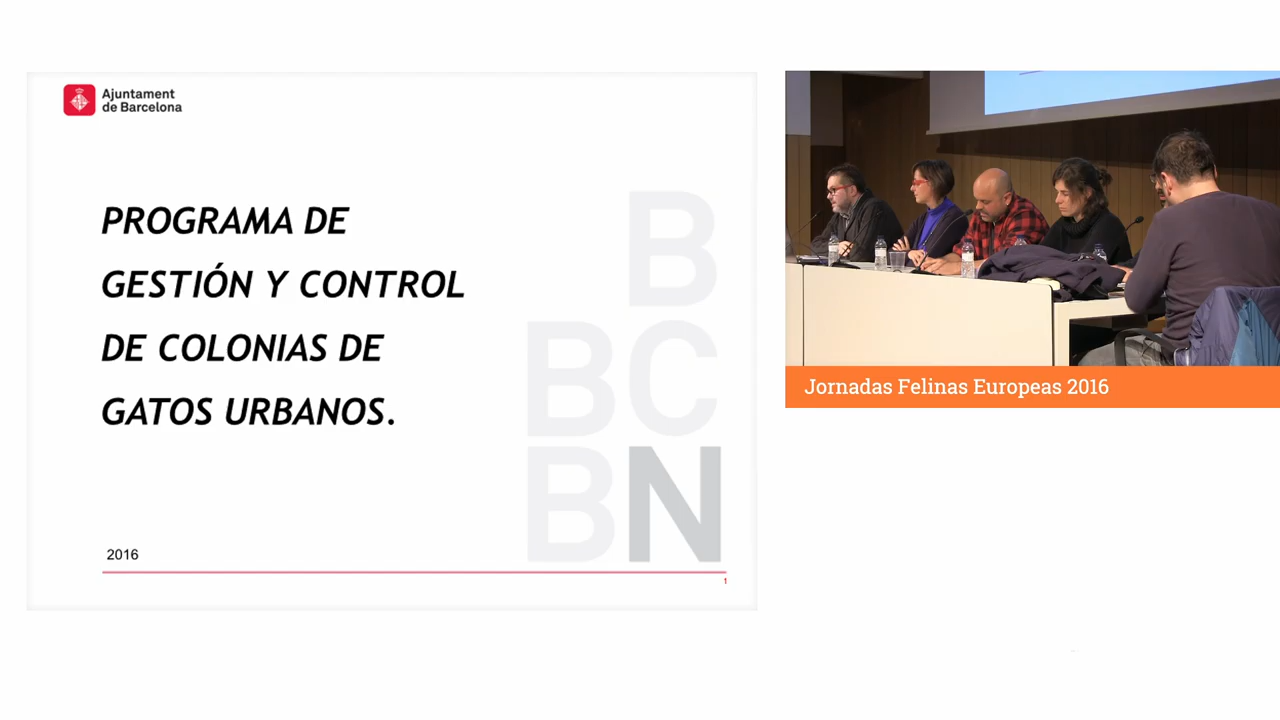 Ajuntament
de Barcelona
PROGRAMA DE
GESTIÓN Y CONTROL
DE COLONIAS DE
GATOS URBANOS.
B
BC
BN
2016
1
Jornadas Felinas Europeas 2016